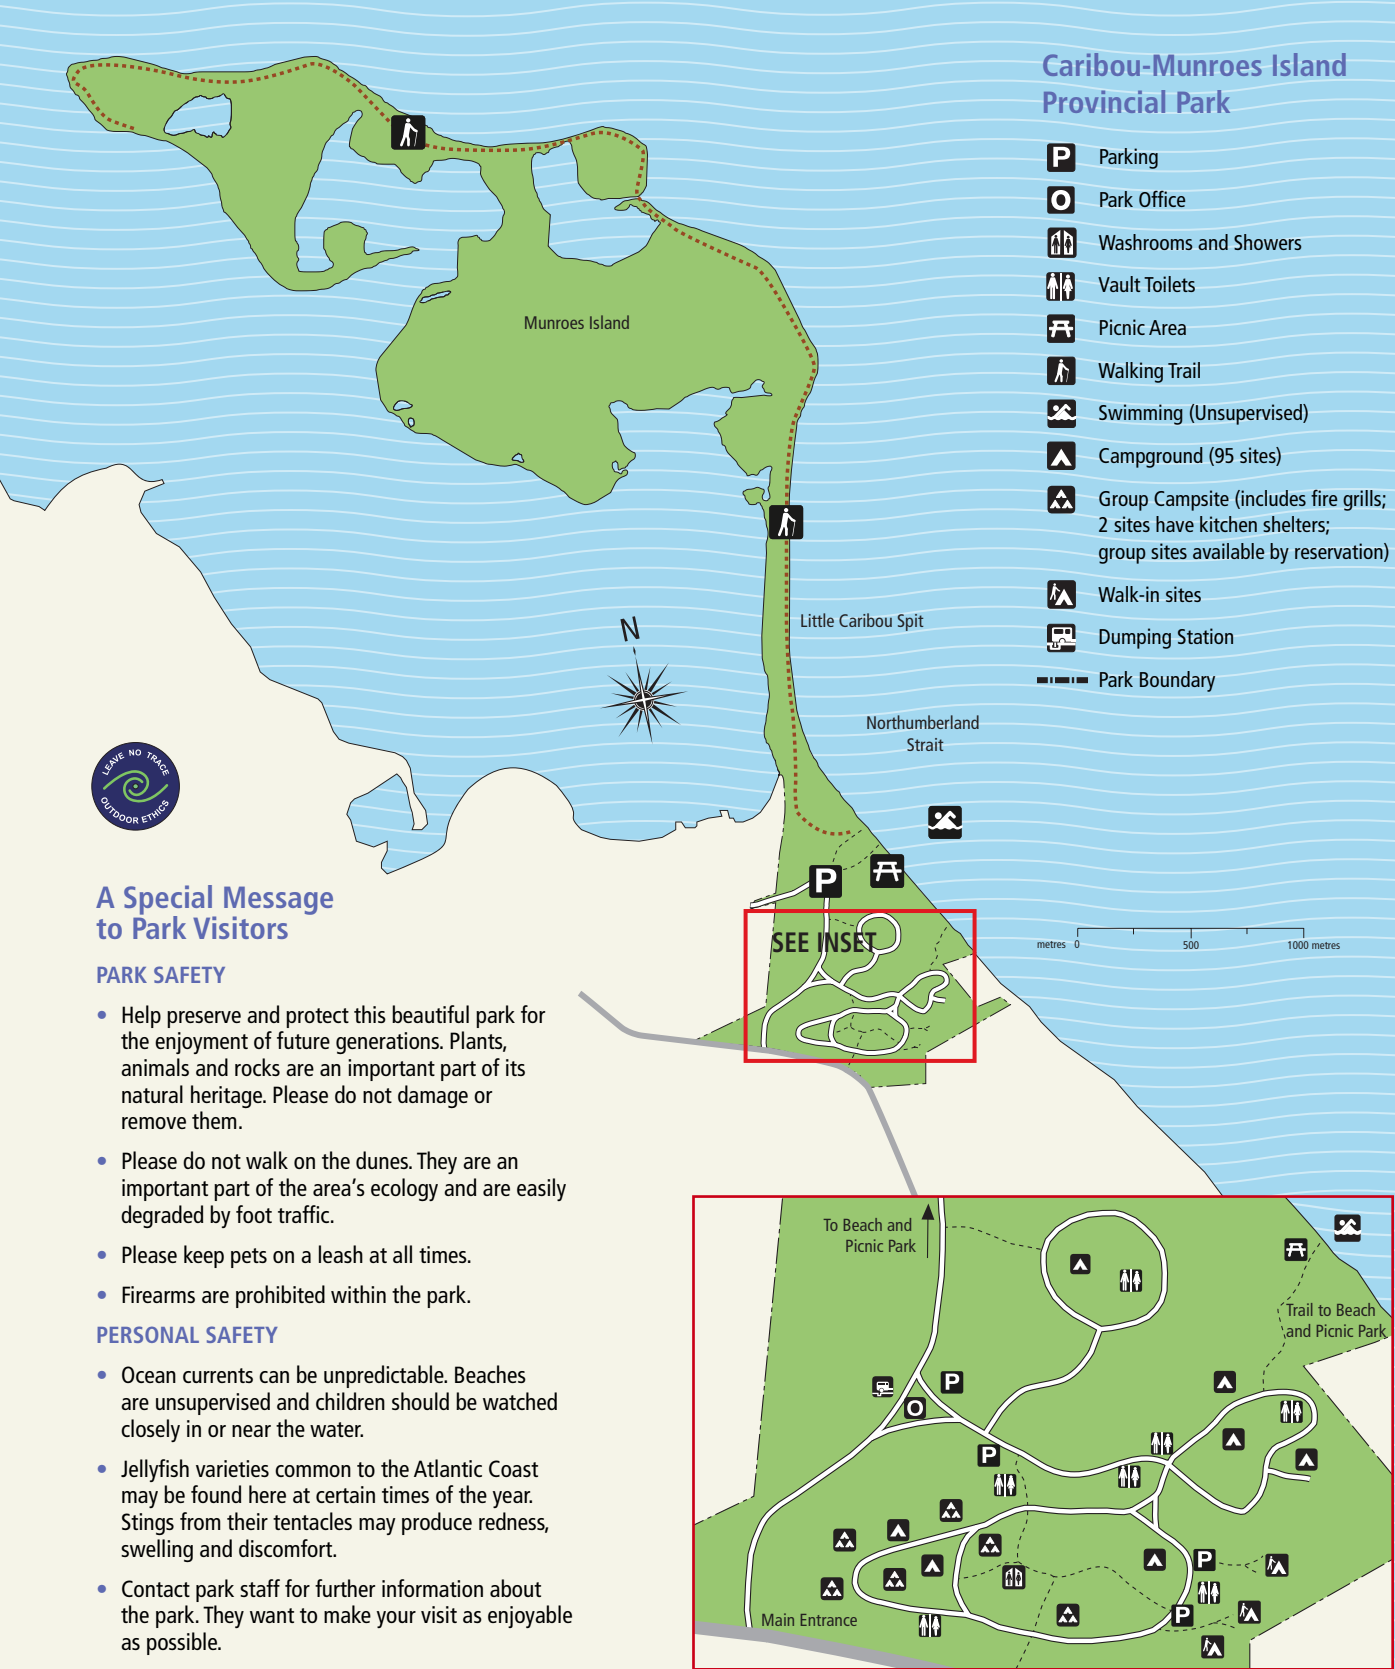 Caribou-Munroes Island
Provincial Park
P Parking
O Park Office
Washrooms and Showers
Vault Toilets
Picnic Area
Walking Trail
Swimming (Unsupervised)
Campground (95 sites)
Group Campsite (includes fire grills;
2 sites have kitchen shelters;
group sites available by reservation)
Walk-in sites
Dumping Station
Park Boundary
Munroes Island
N
Little Caribou Spit
Northumberland
Strait
LEAVE NO TRACE
OUTDOOR ETHICS
P
SEE INSET
metres 0 500 1000 metres
A Special Message
to Park Visitors
PARK SAFETY
• Help preserve and protect this beautiful park for
the enjoyment of future generations. Plants,
animals and rocks are an important part of its
natural heritage. Please do not damage or
remove them.
• Please do not walk on the dunes. They are an
important part of the area's ecology and are easily
degraded by foot traffic.
• Please keep pets on a leash at all times.
• Firearms are prohibited within the park.
PERSONAL SAFETY
• Ocean currents can be unpredictable. Beaches
are unsupervised and children should be watched
closely in or near the water.
• Jellyfish varieties common to the Atlantic Coast
may be found here at certain times of the year.
Stings from their tentacles may produce redness,
swelling and discomfort.
• Contact park staff for further information about
the park. They want to make your visit as enjoyable
as possible.
To Beach and
Picnic Park
Trail to Beach
and Picnic Park
P
O
P
P
P
Main Entrance